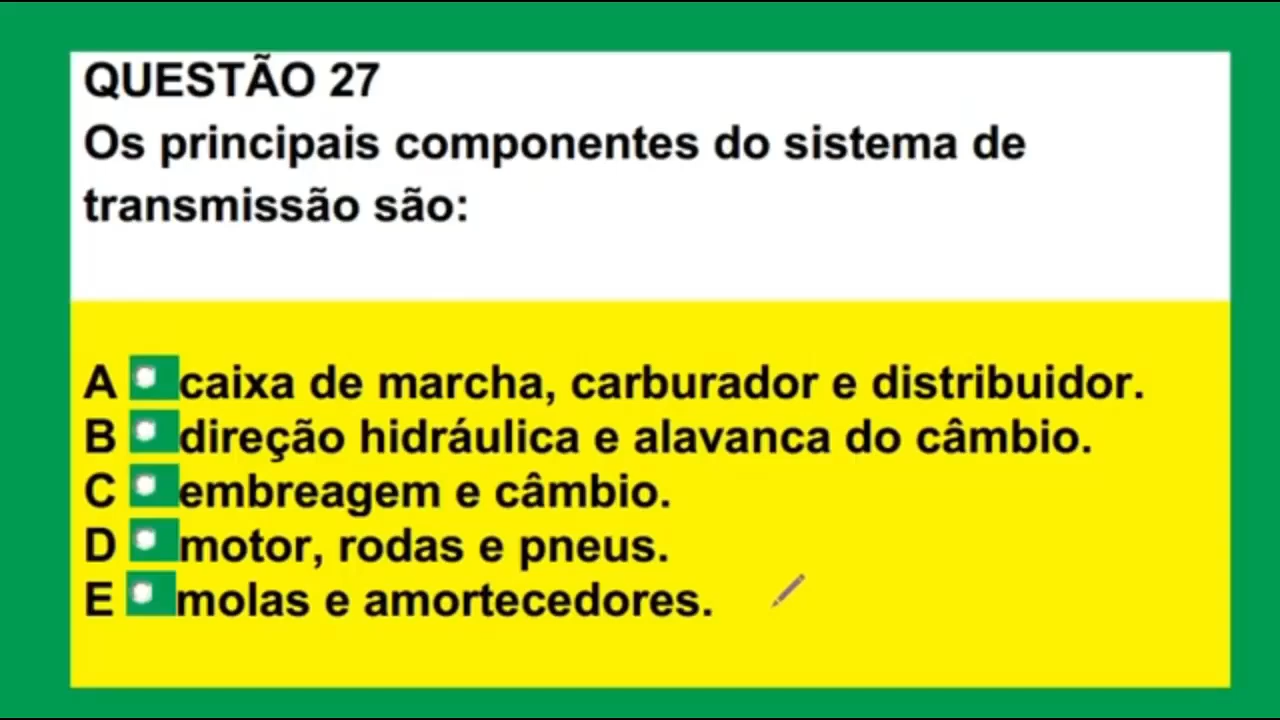 QUESTÃO 27
Os principais componentes do sistema de
transmissão são:
A caixa de marcha, carburador e distribuidor.
B direção hidráulica e alavanca do câmbio.
C embreagem e câmbio.
D motor, rodas e pneus.
E molas e amortecedores.